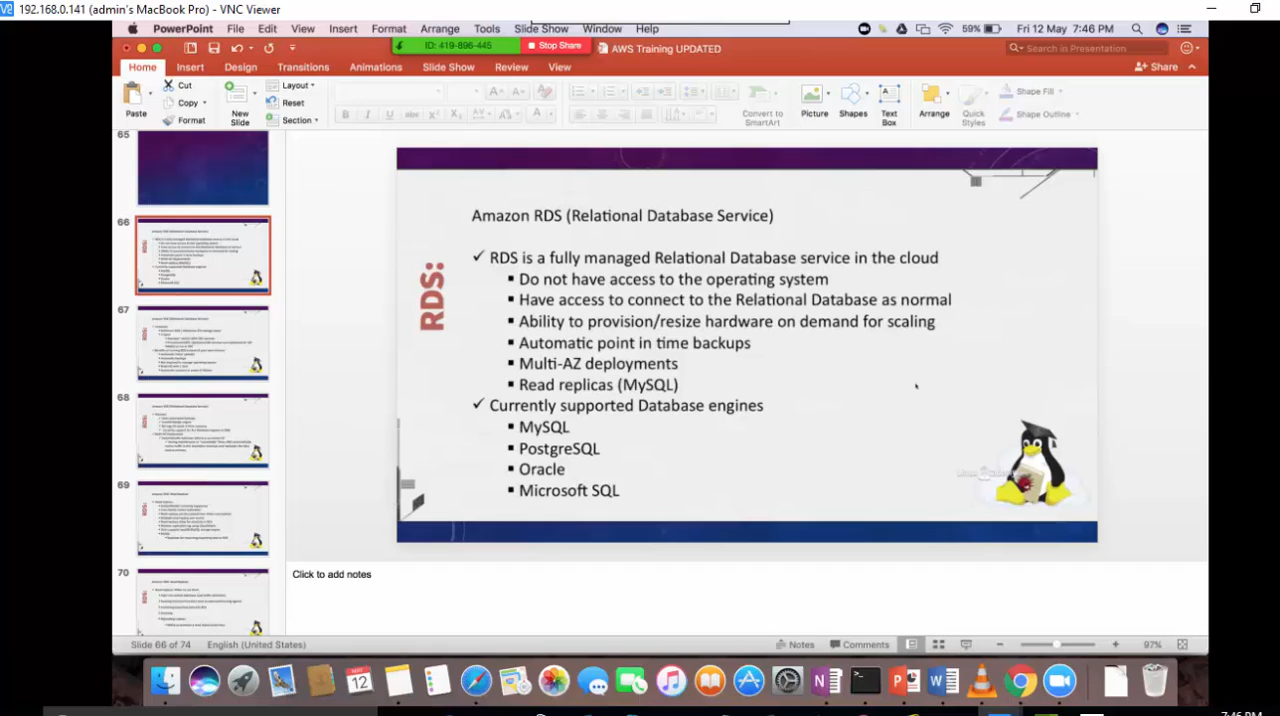 192.168.0.141 (admin's MacBook Pro) - VNC Viewer
PowerPoint File Edit View Insert Format Arrange Tools Slide Show Window Help
59% Fri 12 May 7:46 PM
ID: 419-896-445 Stop Share
AWS Training UPDATED
Search in Presentation
Home Insert Design Transitions Animations Slide Show Review View
Share
Paste
Cut
Copy
Format
New Slide
Layout
Reset
Section
Convert to SmartArt
Picture
Shapes
Text Box
Arrange
Quick Styles
Shape Fill
Shape Outline
65
66
67
68
69
70
Amazon RDS (Relational Database Service)
RDS:
✓ RDS is a fully managed Relational Database service in the cloud
▪ Do not have access to the operating system
▪ Have access to connect to the Relational Database as normal
▪ Ability to provision/resize hardware on demand for scaling
▪ Automatic point in time backups
▪ Multi-AZ deployments
▪ Read replicas (MySQL)
✓ Currently supported Database engines
▪ MySQL
▪ PostgreSQL
▪ Oracle
▪ Microsoft SQL
Click to add notes
Slide 66 of 74 English (United States)
Notes Comments
97%
MAY
12